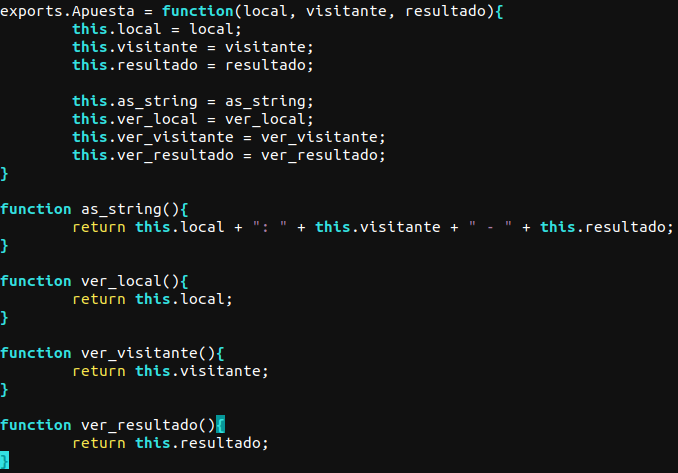 exports.Apuesta = function(local, visitante, resultado){
        this.local = local;
        this.visitante = visitante;
        this.resultado = resultado;

        this.as_string = as_string;
        this.ver_local = ver_local;
        this.ver_visitante = ver_visitante;
        this.ver_resultado = ver_resultado;
}

function as_string(){
        return this.local + ": " + this.visitante + " - " + this.resultado;
}

function ver_local(){
        return this.local;
}

function ver_visitante(){
        return this.visitante;
}

function ver_resultado(){
        return this.resultado;
}